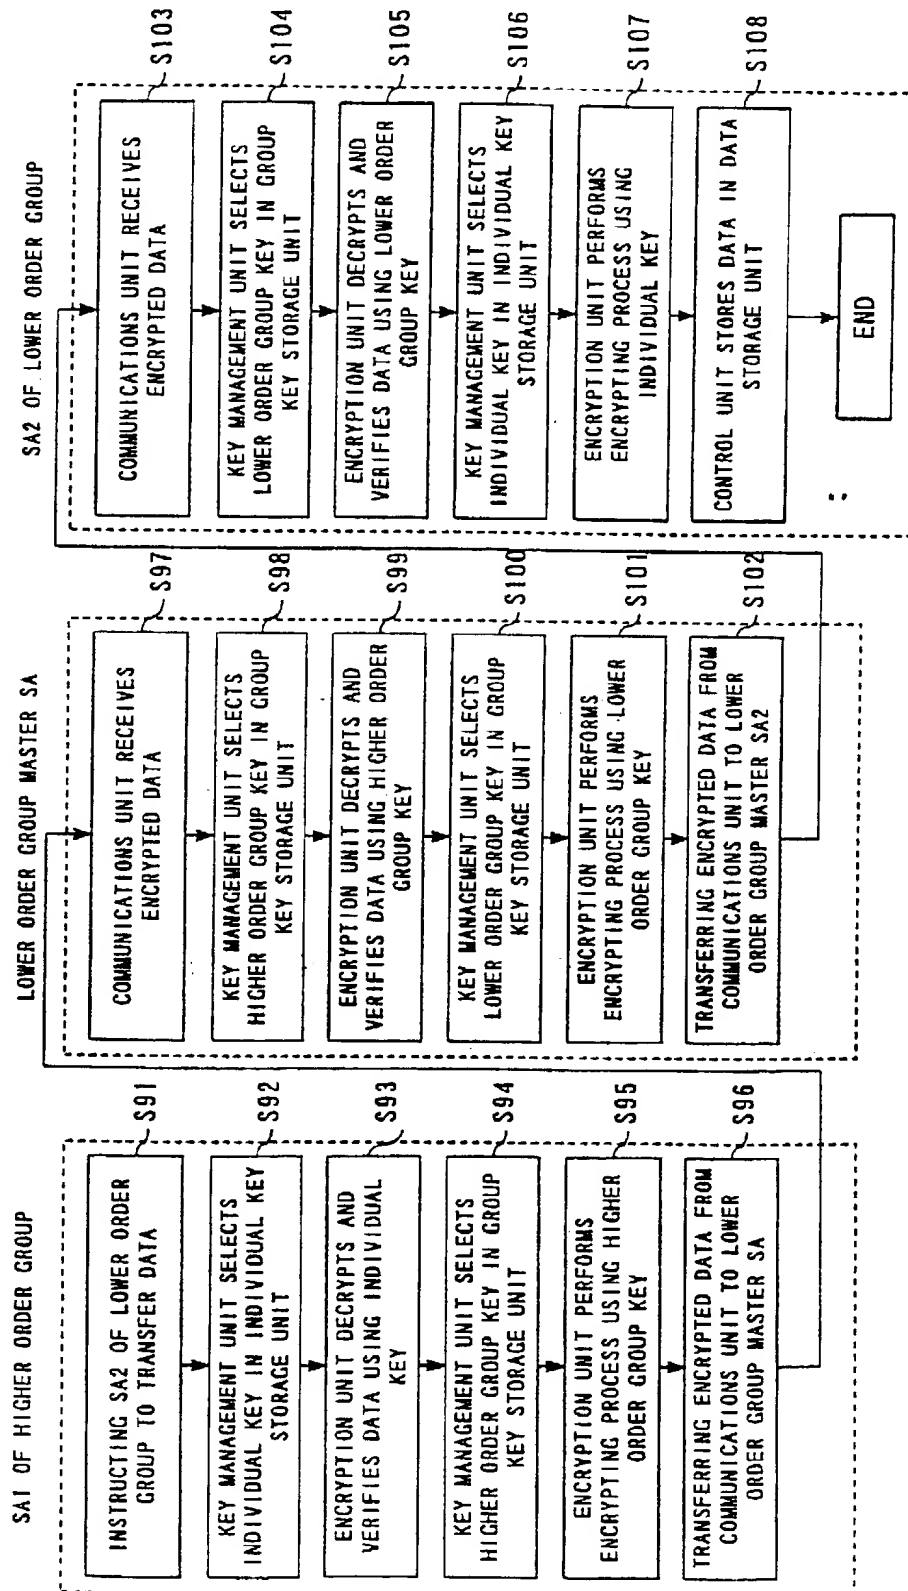 SA1 OF HIGHER ORDER GROUP
INSTRUCTING SA2 OF LOWER ORDER
GROUP TO TRANSFER DATA
S91
KEY MANAGEMENT UNIT SELECTS
INDIVIDUAL KEY IN INDIVIDUAL KEY
STORAGE UNIT
S92
ENCRYPTION UNIT DECRYPTS AND
VERIFIES DATA USING INDIVIDUAL
KEY
S93
KEY MANAGEMENT UNIT SELECTS
HIGHER ORDER GROUP KEY IN GROUP
KEY STORAGE UNIT
S94
ENCRYPTION UNIT PERFORMS
ENCRYPTING PROCESS USING HIGHER
ORDER GROUP KEY
S95
TRANSFERRING ENCRYPTED DATA FROM
COMMUNICATIONS UNIT TO LOWER
ORDER GROUP MASTER SA
S96
LOWER ORDER GROUP MASTER SA
COMMUNICATIONS UNIT RECEIVES
ENCRYPTED DATA
S97
KEY MANAGEMENT UNIT SELECTS
HIGHER ORDER GROUP KEY IN GROUP
KEY STORAGE UNIT
S98
ENCRYPTION UNIT DECRYPTS AND
VERIFIES DATA USING HIGHER ORDER
GROUP KEY
S99
KEY MANAGEMENT UNIT SELECTS
LOWER ORDER GROUP KEY IN GROUP
KEY STORAGE UNIT
S100
ENCRYPTION UNIT PERFORMS
ENCRYPTING PROCESS USING LOWER
ORDER GROUP KEY
S101
TRANSFERRING ENCRYPTED DATA FROM
COMMUNICATIONS UNIT TO LOWER
ORDER GROUP MASTER SA2
S102
SA2 OF LOWER ORDER GROUP
COMMUNICATIONS UNIT RECEIVES
ENCRYPTED DATA
S103
KEY MANAGEMENT UNIT SELECTS
LOWER ORDER GROUP KEY IN GROUP
KEY STORAGE UNIT
S104
ENCRYPTION UNIT DECRYPTS AND
VERIFIES DATA USING LOWER ORDER
GROUP KEY
S105
KEY MANAGEMENT UNIT SELECTS
INDIVIDUAL KEY IN INDIVIDUAL KEY
STORAGE UNIT
S106
ENCRYPTION UNIT PERFORMS
ENCRYPTING PROCESS USING
INDIVIDUAL KEY
S107
CONTROL UNIT STORES DATA IN DATA
STORAGE UNIT
S108
END